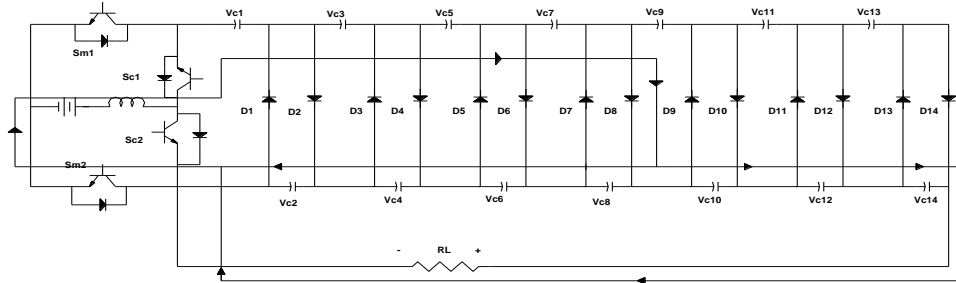 Vc1 Vc3 Vc5 Vc7 Vc9 Vc11 Vc13
Sm1
Sc1
D1 D2 D3 D4 D5 D6 D7 D8 D9 D10 D11 D12 D13 D14
Sc2
Sm2
Vc2 Vc4 Vc6 Vc8 Vc10 Vc12 Vc14
- RL +